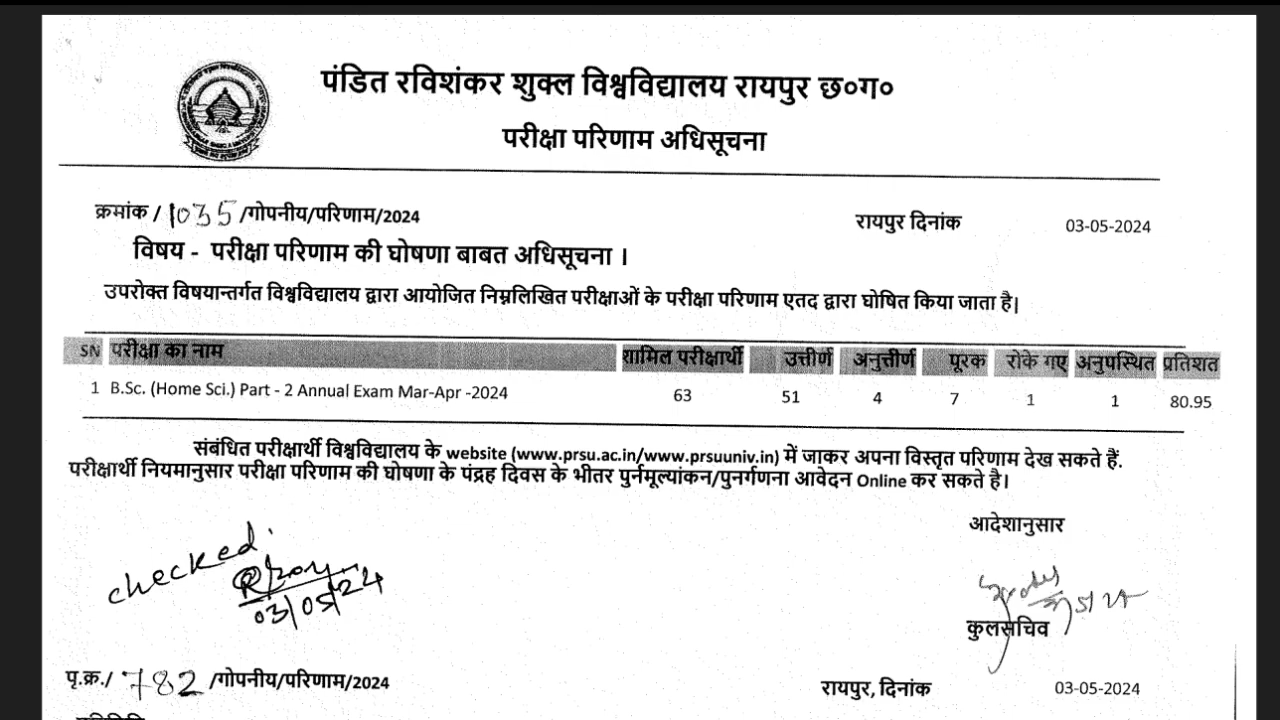 पंडित रविशंकर शुक्ल विश्वविद्यालय रायपुर छ०ग०
परीक्षा परिणाम अधिसूचना
क्रमांक / 1035 /गोपनीय/परिणाम/2024 रायपुर दिनांक 03-05-2024
विषय - परीक्षा परिणाम की घोषणा बाबत अधिसूचना ।
उपरोक्त विषयान्तर्गत विश्वविद्यालय द्वारा आयोजित निम्नलिखित परीक्षाओं के परीक्षा परिणाम एतद द्वारा घोषित किया जाता है।
SN परीक्षा का नाम शामिल परीक्षार्थी उत्तीर्ण अनुत्तीर्ण पूरक रोके गए अनुपस्थित प्रतिशत
1 B.Sc. (Home Sci.) Part - 2 Annual Exam Mar-Apr -2024 63 51 4 7 1 1 80.95
संबंधित परीक्षार्थी विश्वविद्यालय के website (www.prsu.ac.in/www.prsuuniv.in) में जाकर अपना विस्तृत परिणाम देख सकते हैं.
परीक्षार्थी नियमानुसार परीक्षा परिणाम की घोषणा के पंद्रह दिवस के भीतर पुर्नमूल्यांकन/पुनर्गणना आवेदन Online कर सकते है।
आदेशानुसार
checked.
03/05/24
कुलसचिव
पृ.क्र./ 782 /गोपनीय/परिणाम/2024 रायपुर, दिनांक 03-05-2024